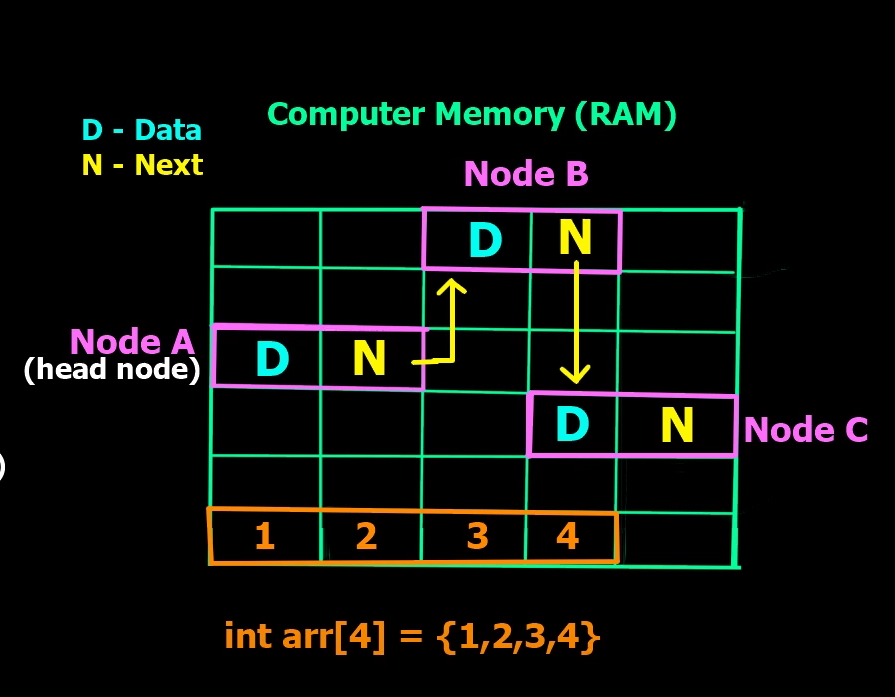 Computer Memory (RAM)
D - Data
N - Next
Node B
D N
Node A
(head node)
D N
D N
Node C
)
1 2 3 4
int arr[4] = {1,2,3,4}